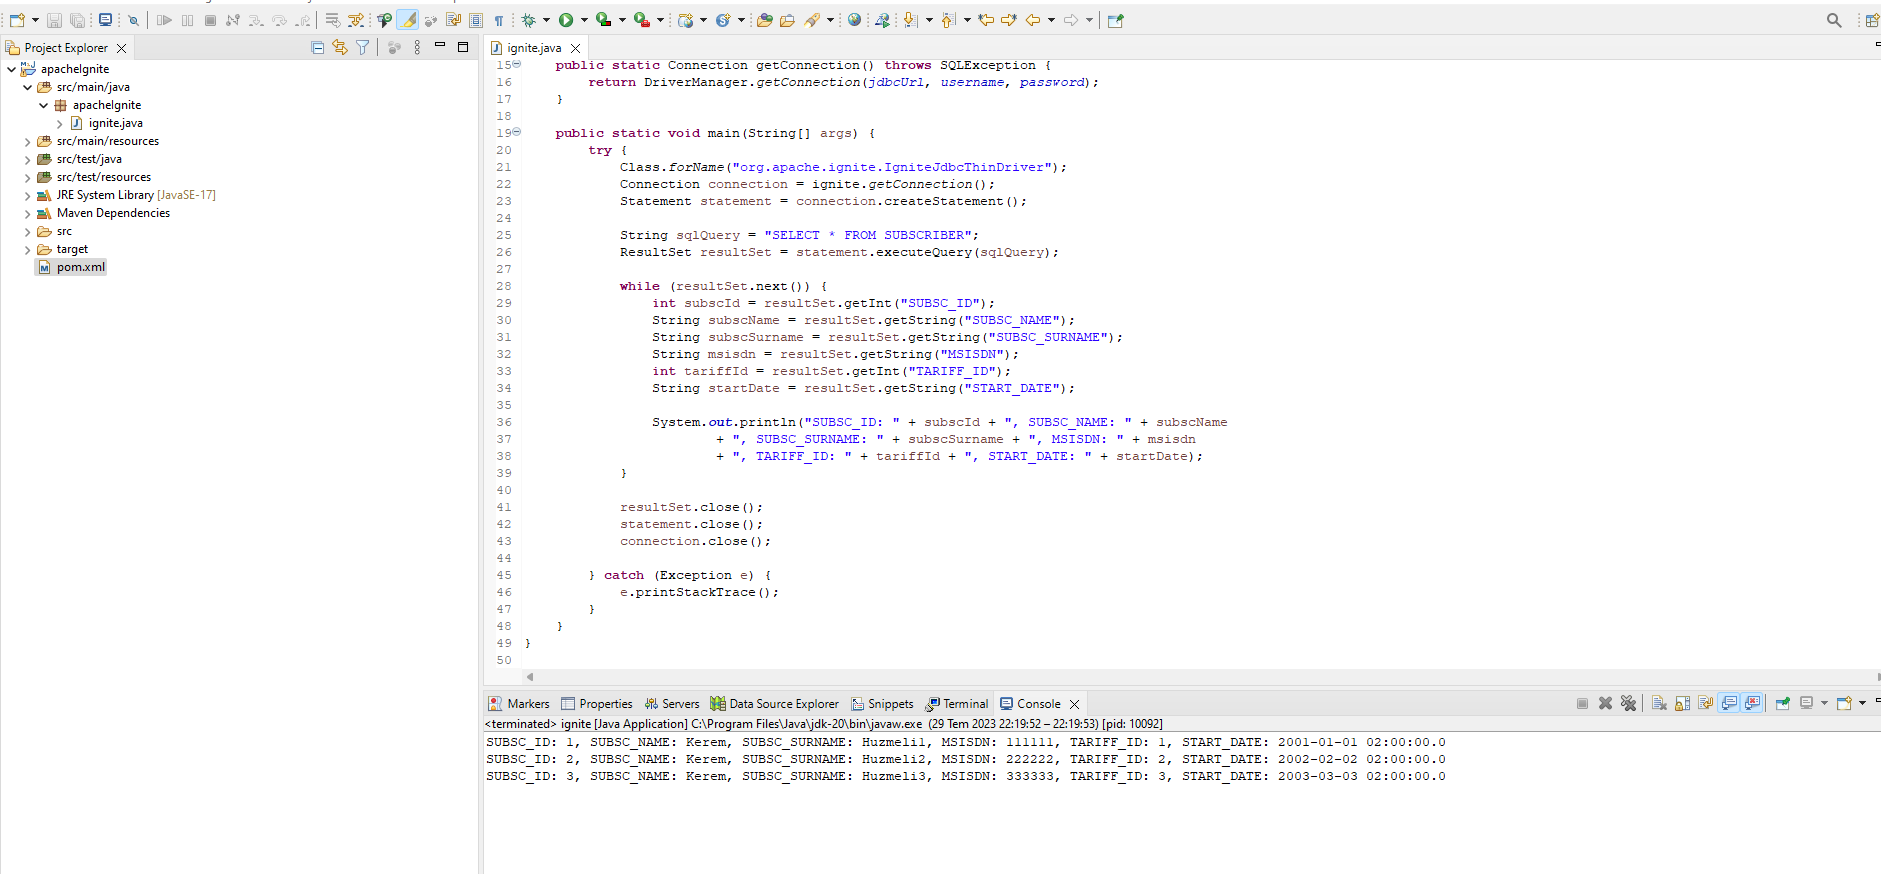 Project Explorer
apacheIgnite
src/main/java
apacheIgnite
ignite.java
src/main/resources
src/test/java
src/test/resources
JRE System Library [JavaSE-17]
Maven Dependencies
src
target
pom.xml
ignite.java
15 public static Connection getConnection() throws SQLException {
16 return DriverManager.getConnection(jdbcUrl, username, password);
17 }
18
19 public static void main(String[] args) {
20 try {
21 Class.forName("org.apache.ignite.IgniteJdbcThinDriver");
22 Connection connection = ignite.getConnection();
23 Statement statement = connection.createStatement();
24
25 String sqlQuery = "SELECT * FROM SUBSCRIBER";
26 ResultSet resultSet = statement.executeQuery(sqlQuery);
27
28 while (resultSet.next()) {
29 int subscId = resultSet.getInt("SUBSC_ID");
30 String subscName = resultSet.getString("SUBSC_NAME");
31 String subscSurname = resultSet.getString("SUBSC_SURNAME");
32 String msisdn = resultSet.getString("MSISDN");
33 int tariffId = resultSet.getInt("TARIFF_ID");
34 String startDate = resultSet.getString("START_DATE");
35
36 System.out.println("SUBSC_ID: " + subscId + ", SUBSC_NAME: " + subscName
37 + ", SUBSC_SURNAME: " + subscSurname + ", MSISDN: " + msisdn
38 + ", TARIFF_ID: " + tariffId + ", START_DATE: " + startDate);
39 }
40
41 resultSet.close();
42 statement.close();
43 connection.close();
44
45 } catch (Exception e) {
46 e.printStackTrace();
47 }
48 }
49 }
50
Markers Properties Servers Data Source Explorer Snippets Terminal Console
<terminated> ignite [Java Application] C:\Program Files\Java\jdk-20\bin\javaw.exe (29 Tem 2023 22:19:52 – 22:19:53) [pid: 10092]
SUBSC_ID: 1, SUBSC_NAME: Kerem, SUBSC_SURNAME: Huzmeli1, MSISDN: 111111, TARIFF_ID: 1, START_DATE: 2001-01-01 02:00:00.0
SUBSC_ID: 2, SUBSC_NAME: Kerem, SUBSC_SURNAME: Huzmeli2, MSISDN: 222222, TARIFF_ID: 2, START_DATE: 2002-02-02 02:00:00.0
SUBSC_ID: 3, SUBSC_NAME: Kerem, SUBSC_SURNAME: Huzmeli3, MSISDN: 333333, TARIFF_ID: 3, START_DATE: 2003-03-03 02:00:00.0